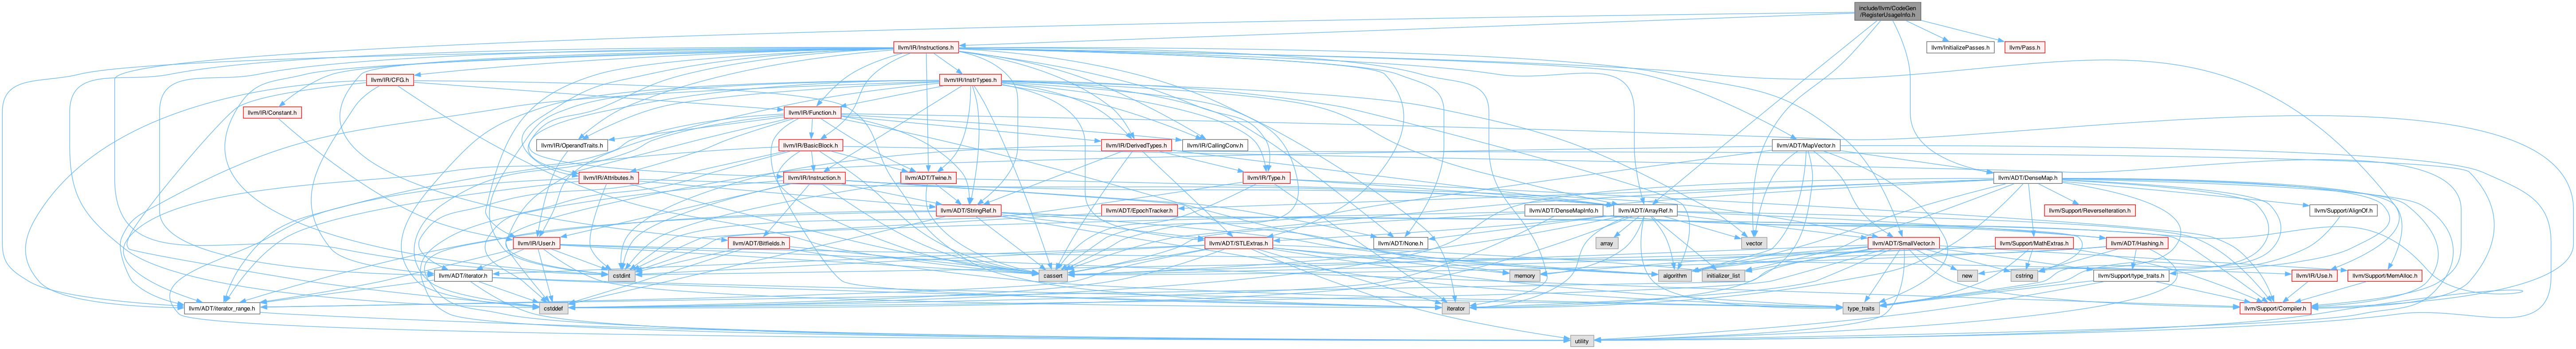 include/llvm/CodeGen
/RegisterUsageInfo.h
llvm/IR/Instructions.h
llvm/InitializePasses.h
llvm/Pass.h
llvm/IR/CFG.h
llvm/IR/InstrTypes.h
llvm/IR/Constant.h
llvm/IR/Function.h
llvm/IR/OperandTraits.h
llvm/IR/BasicBlock.h
llvm/IR/DerivedTypes.h
llvm/IR/CallingConv.h
llvm/ADT/MapVector.h
llvm/IR/Attributes.h
llvm/IR/Instruction.h
llvm/ADT/Twine.h
llvm/IR/Type.h
llvm/ADT/DenseMap.h
llvm/ADT/StringRef.h
llvm/ADT/EpochTracker.h
llvm/ADT/DenseMapInfo.h
llvm/ADT/ArrayRef.h
llvm/Support/ReverseIteration.h
llvm/Support/AlignOf.h
llvm/IR/User.h
llvm/ADT/Bitfields.h
llvm/ADT/STLExtras.h
llvm/ADT/None.h
array
vector
llvm/ADT/SmallVector.h
llvm/Support/MathExtras.h
llvm/ADT/Hashing.h
llvm/ADT/iterator.h
cstdint
cassert
memory
algorithm
initializer_list
new
cstring
llvm/Support/type_traits.h
llvm/IR/Use.h
llvm/Support/MemAlloc.h
llvm/ADT/iterator_range.h
cstddef
iterator
type_traits
llvm/Support/Compiler.h
utility